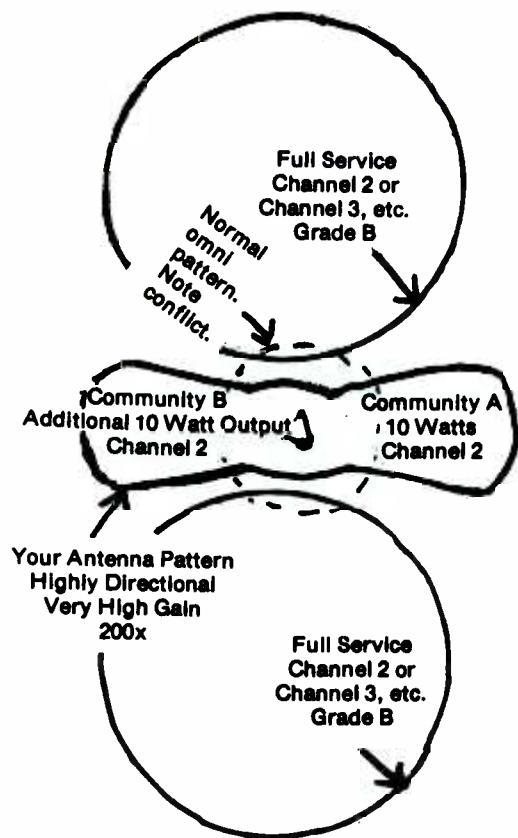 Full Service
Channel 2 or
Channel 3, etc.
Grade B
Normal
omni
pattern.
Note
conflict.
Community B
Additional 10 Watt Output
Channel 2
Community A
10 Watts
Channel 2
Your Antenna Pattern
Highly Directional
Very High Gain
200x
Full Service
Channel 2 or
Channel 3, etc.
Grade B